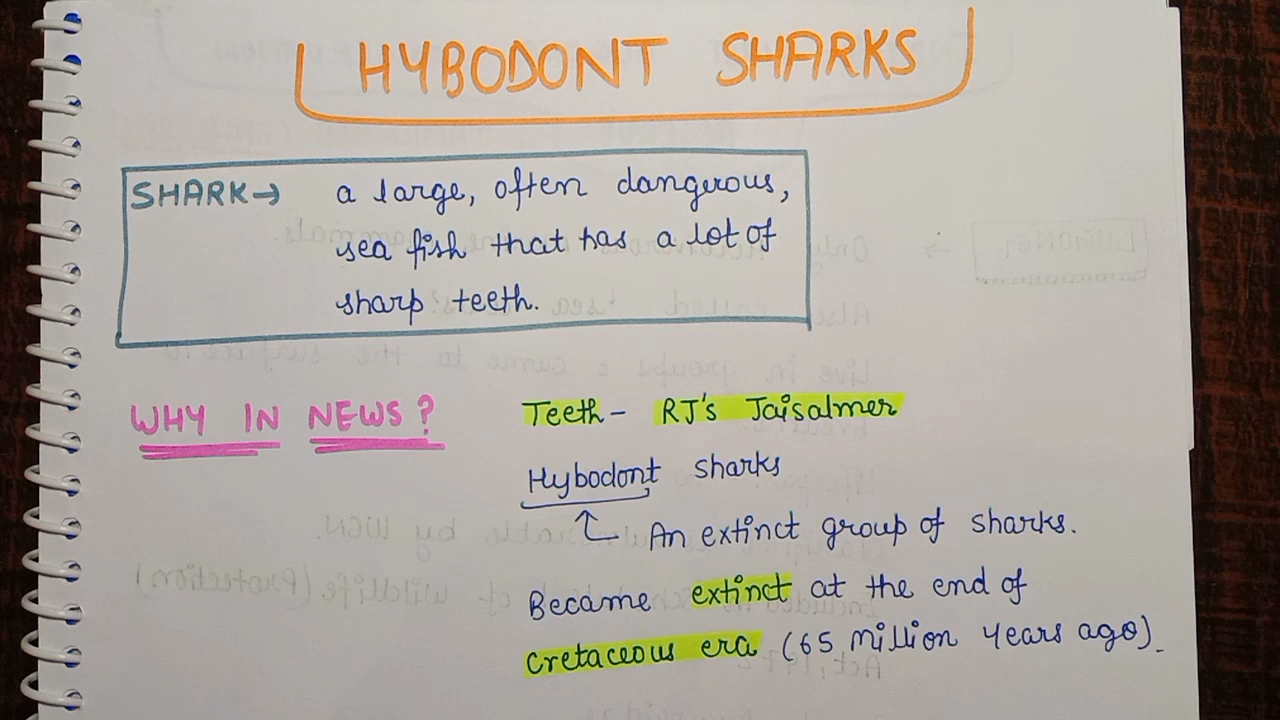 HYBODONT SHARKS
SHARK→ a large, often dangerous,
sea fish that has a lot of
sharp teeth.
WHY IN NEWS? Teeth - RJ's Jaisalmer
Hybodont sharks
An extinct group of sharks.
Became extinct at the end of
cretaceous era (65 million years ago).